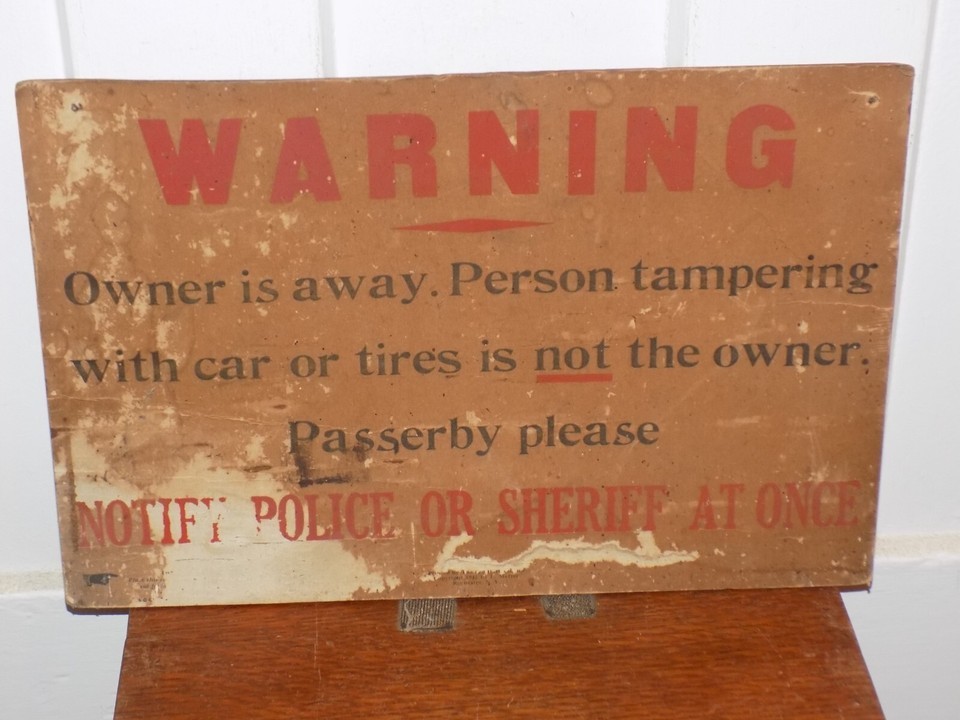 WARNING
Owner is away. Person tampering
with car or tires is not the owner.
Passerby please
NOTIFY POLICE OR SHERIFF AT ONCE